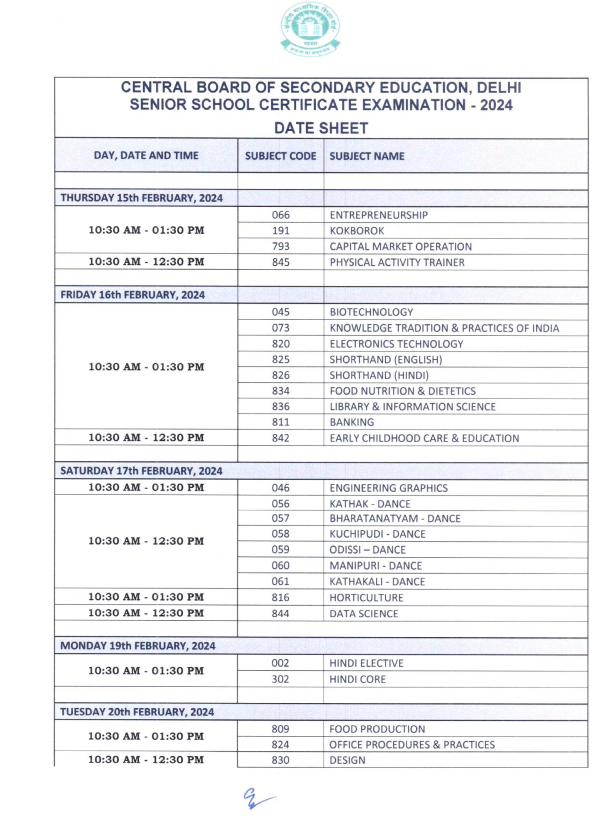 CENTRAL BOARD OF SECONDARY EDUCATION, DELHI
SENIOR SCHOOL CERTIFICATE EXAMINATION - 2024
DATE SHEET
DAY, DATE AND TIME SUBJECT CODE SUBJECT NAME
THURSDAY 15th FEBRUARY, 2024
10:30 AM - 01:30 PM
066 ENTREPRENEURSHIP
191 KOKBOROK
793 CAPITAL MARKET OPERATION
10:30 AM - 12:30 PM 845 PHYSICAL ACTIVITY TRAINER
FRIDAY 16th FEBRUARY, 2024
10:30 AM - 01:30 PM
045 BIOTECHNOLOGY
073 KNOWLEDGE TRADITION & PRACTICES OF INDIA
820 ELECTRONICS TECHNOLOGY
825 SHORTHAND (ENGLISH)
826 SHORTHAND (HINDI)
834 FOOD NUTRITION & DIETETICS
836 LIBRARY & INFORMATION SCIENCE
811 BANKING
10:30 AM - 12:30 PM 842 EARLY CHILDHOOD CARE & EDUCATION
SATURDAY 17th FEBRUARY, 2024
10:30 AM - 01:30 PM 046 ENGINEERING GRAPHICS
10:30 AM - 12:30 PM
056 KATHAK - DANCE
057 BHARATANATYAM - DANCE
058 KUCHIPUDI - DANCE
059 ODISSI – DANCE
060 MANIPURI - DANCE
061 KATHAKALI - DANCE
10:30 AM - 01:30 PM 816 HORTICULTURE
10:30 AM - 12:30 PM 844 DATA SCIENCE
MONDAY 19th FEBRUARY, 2024
10:30 AM - 01:30 PM
002 HINDI ELECTIVE
302 HINDI CORE
TUESDAY 20th FEBRUARY, 2024
10:30 AM - 01:30 PM
809 FOOD PRODUCTION
824 OFFICE PROCEDURES & PRACTICES
10:30 AM - 12:30 PM 830 DESIGN